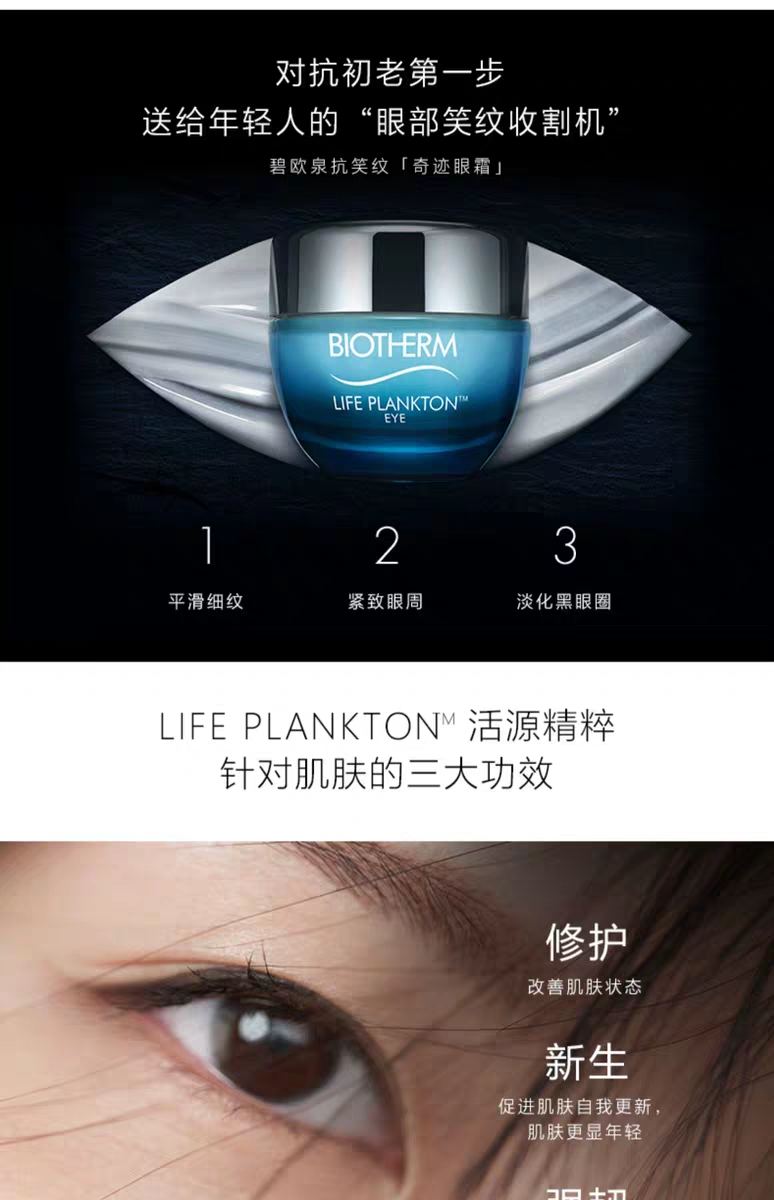 对抗初老第一步
送给年轻人的“眼部笑纹收割机”
碧欧泉抗笑纹「奇迹眼霜」
BIOTHERM
LIFE PLANKTON™
EYE
1
2
3
平滑细纹
紧致眼周
淡化黑眼圈
LIFE PLANKTON™ 活源精粹
针对肌肤的三大功效
修护
改善肌肤状态
新生
促进肌肤自我更新，
肌肤更显年轻